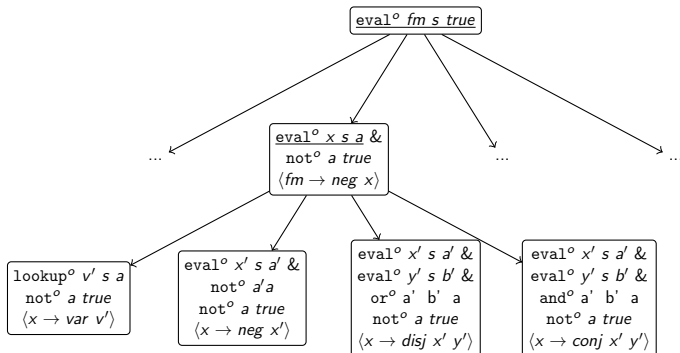 evalᵒ fm s true
... 
evalᵒ x s a &
notᵒ a true
⟨fm → neg x⟩
...
...
lookupᵒ v′ s a
notᵒ a true
⟨x → var v′⟩
evalᵒ x′ s a′ &
notᵒ a′a
notᵒ a true
⟨x → neg x′⟩
evalᵒ x′ s a′ &
evalᵒ y′ s b′ &
orᵒ a' b' a
notᵒ a true
⟨x → disj x′ y′⟩
evalᵒ x′ s a′ &
evalᵒ y′ s b′ &
andᵒ a' b' a
notᵒ a true
⟨x → conj x′ y′⟩